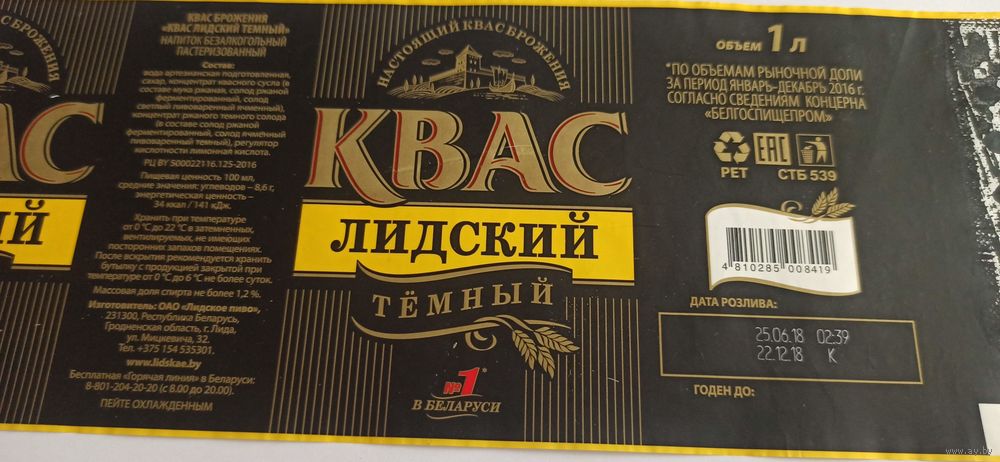 КВАС БРОЖЕНИЯ
«КВАС ЛИДСКИЙ ТЕМНЫЙ»
НАПИТОК БЕЗАЛКОГОЛЬНЫЙ
ПАСТЕРИЗОВАННЫЙ
Состав:
вода артезианская подготовленная,
сахар, концентрат квасного сусла (в
составе мука ржаная, солод ржаной
ферментированный, солод
светлый пивоваренный ячменный),
концентрат ржаного темного солода
(в составе солод ржаной
ферментированный, солод ячменный
пивоваренный темный), регулятор
кислотности лимонная кислота.
РЦ BY 500022116.125-2016
Пищевая ценность 100 мл,
средние значения: углеводов – 8,6 г,
энергетическая ценность –
34 ккал / 141 кДж.
Хранить при температуре
от 0 °С до 22 °С в затемненных,
вентилируемых, не имеющих
посторонних запахов помещениях.
После вскрытия рекомендуется хранить
бутылку с продукцией закрытой при
температуре от 0 °С до 6 °С не более суток.
Массовая доля спирта не более 1,2 %.
Изготовитель: ОАО «Лидское пиво»,
231300, Республика Беларусь,
Гродненская область, г. Лида,
ул. Мицкевича, 32.
Тел. +375 154 535301.
www.lidskae.by
Бесплатная «Горячая линия» в Беларуси:
8-801-204-20-20 (с 8.00 до 20.00).
ПЕЙТЕ ОХЛАЖДЕННЫМ
БРОЖЕНИЯ
АС
ИЙ
НАСТОЯЩИЙ КВАС БРОЖЕНИЯ
КВАС
ЛИДСКИЙ
ТЁМНЫЙ
№1*
В БЕЛАРУСИ
ОБЪЕМ 1 Л
*ПО ОБЪЕМАМ РЫНОЧНОЙ ДОЛИ
ЗА ПЕРИОД ЯНВАРЬ-ДЕКАБРЬ 2016 г.
СОГЛАСНО СВЕДЕНИЯМ КОНЦЕРНА
«БЕЛГОСПИЩЕПРОМ»
1 EAC
PET СТБ 539
4 810285 008419
ДАТА РОЗЛИВА:
25.06.18 02:39
22.12.18 K
ГОДЕН ДО:
www.ay.by